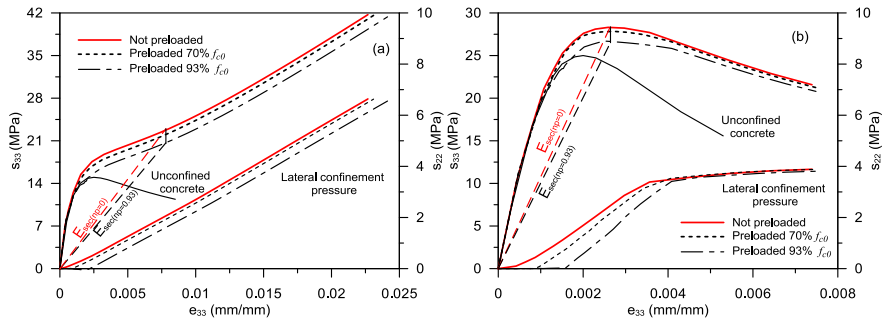 42
35
28
21
14
7
0
s33 (MPa)
Not preloaded
Preloaded 70% fc0
Preloaded 93% fc0
(a)
Unconfined
concrete
Lateral confinement
pressure
Esec(np=0)
Esec(np=0.93)
10
8
6
4
2
0
s22 (MPa)
0
0.005
0.01
0.015
0.02
0.025
e33 (mm/mm)
30
25
20
15
10
5
0
s33 (MPa)
(b)
Unconfined
concrete
Esec(np=0)
Esec(np=0.93)
Lateral confinement
pressure
Not preloaded
Preloaded 70% fc0
Preloaded 93% fc0
10
8
6
4
2
0
s22 (MPa)
0
0.002
0.004
0.006
0.008
e33 (mm/mm)